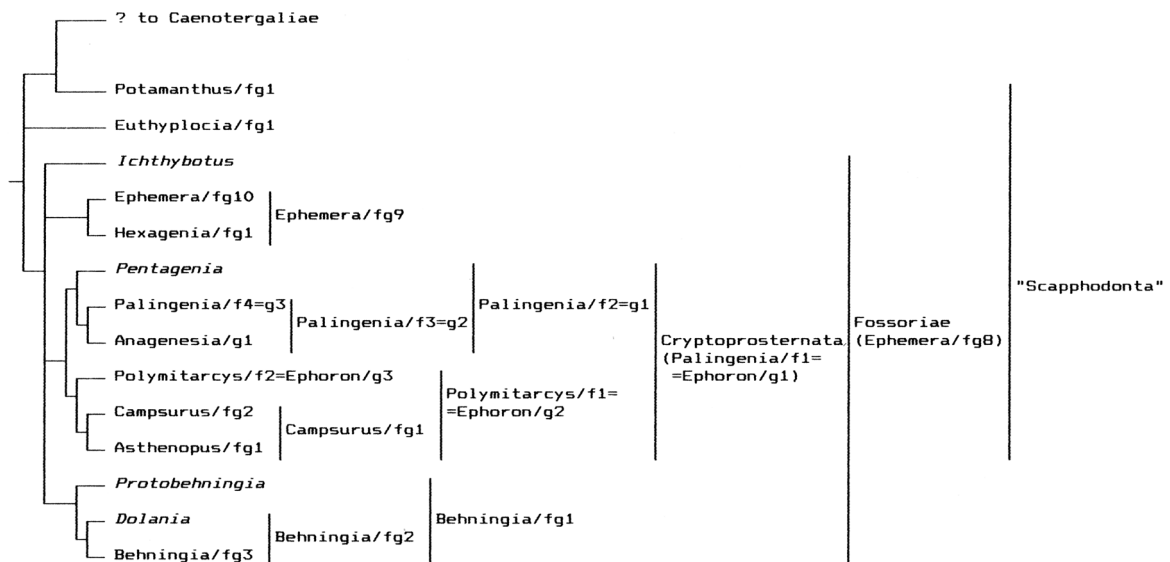 ? to Caenotergaliae
Potamanthus/fg1
Euthyplocia/fg1
Ichthybotus
Ephemera/fg10
Ephemera/fg9
Hexagenia/fg1
Pentagenia
"Scapphodonta"
Palingenia/f4=g3
Palingenia/f2=g1
Palingenia/f3=g2
Fossoriae
Anagenesia/g1
Cryptoprosternata
(Ephemera/fg8)
(Palingenia/f1=
=Ephoron/g1)
Polymitarcys/f2=Ephoron/g3
Polymitarcys/f1=
=Ephoron/g2
Campsurus/fg2
Campsurus/fg1
Asthenopus/fg1
Protobehningia
Dolania
Behningia/fg1
Behningia/fg2
Behningia/fg3